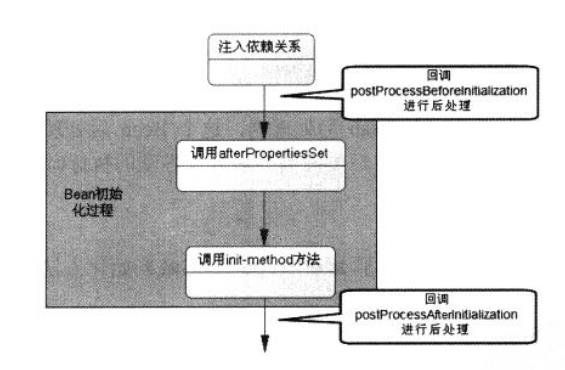 注入依赖关系
回调
postProcessBeforeInitialization
进行后处理
调用afterPropertiesSet
Bean初始
化过程
调用init-method方法
回调
postProcessAfterInitialization
进行后处理